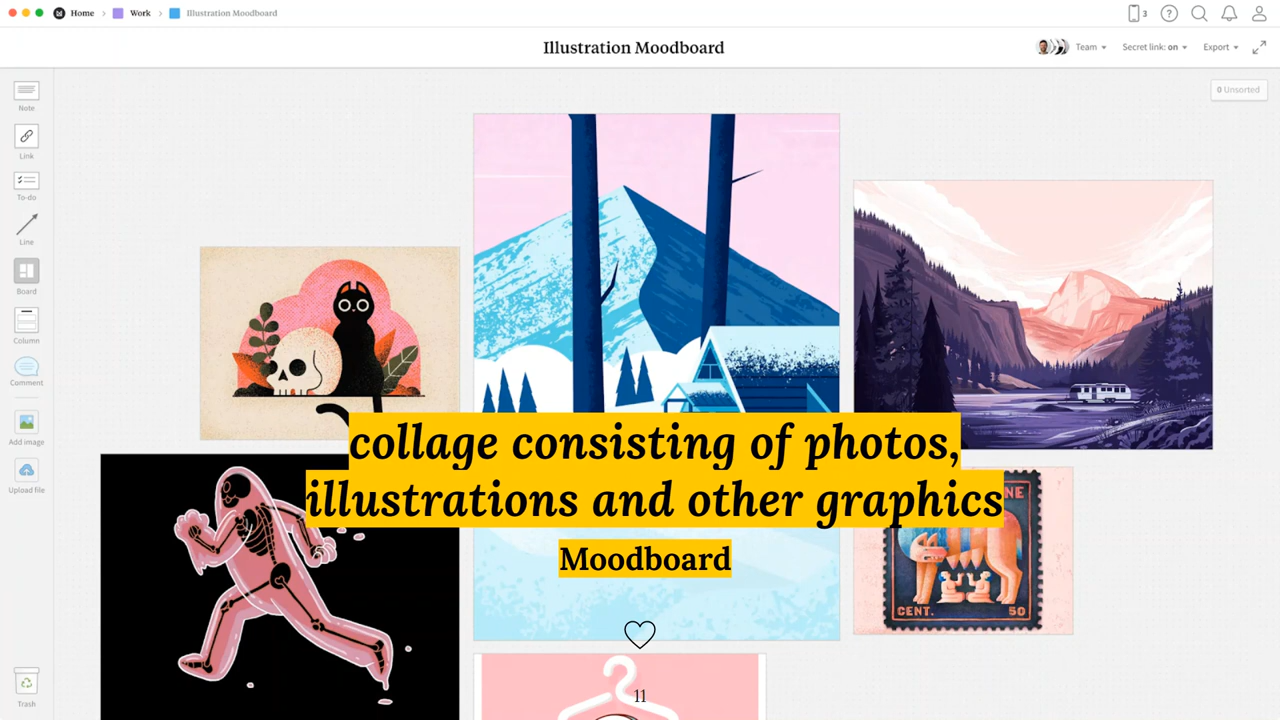 Home
Work
Illustration Moodboard
3
?
Illustration Moodboard
Team
Secret link: on
Export
0 Unsorted
Note
Link
To-do
Line
Board
Column
Comment
Add image
Upload file
Trash
collage consisting of photos,
illustrations and other graphics
Moodboard
NE
CENT. 50
11